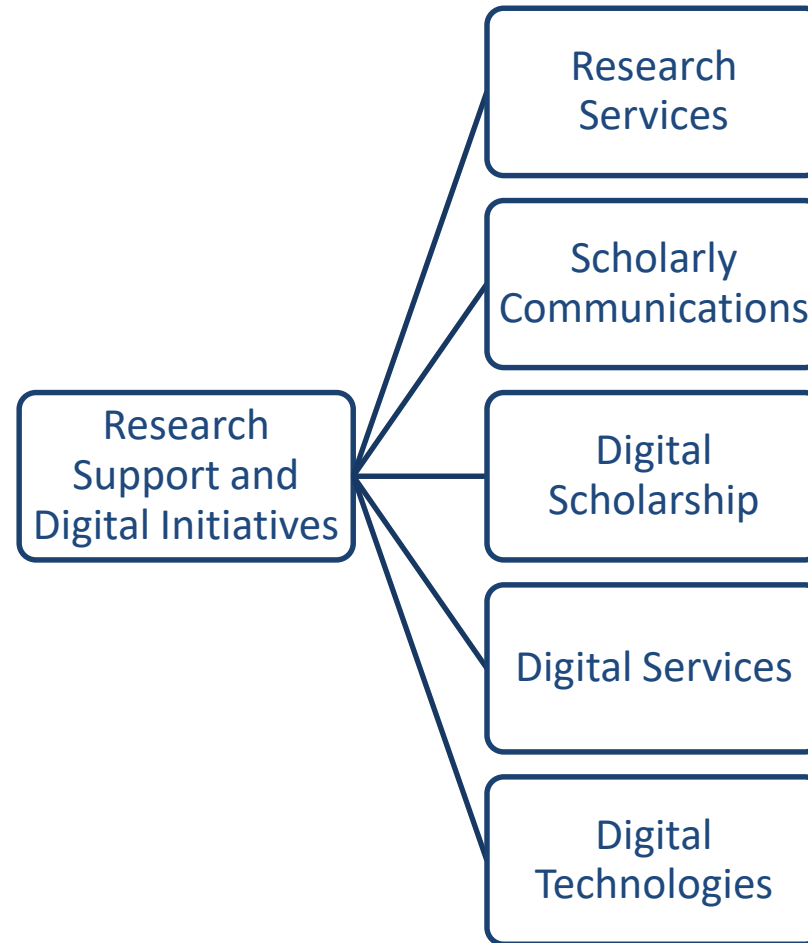 Research
Support and
Digital Initiatives
Research
Services
Scholarly
Communications
Digital
Scholarship
Digital Services
Digital
Technologies